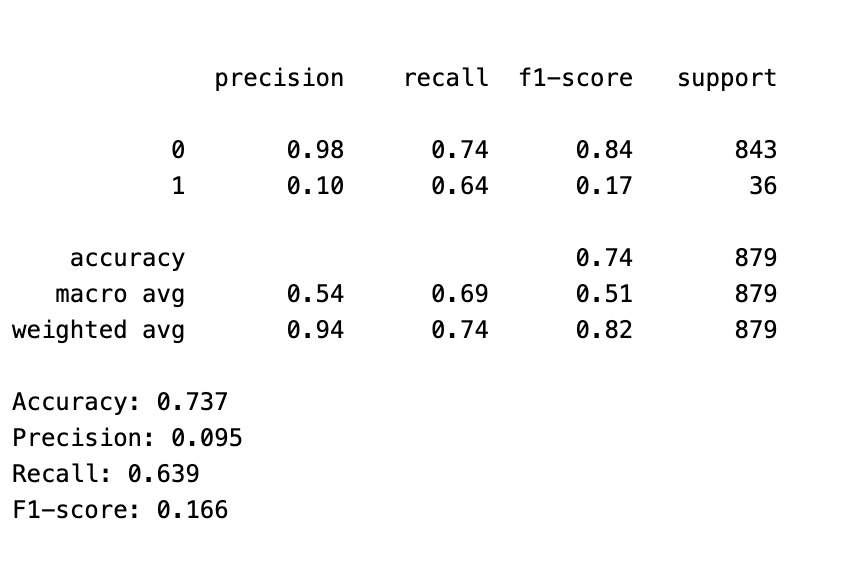 precision recall f1-score support
0 0.98 0.74 0.84 843
1 0.10 0.64 0.17 36
accuracy 0.74 879
macro avg 0.54 0.69 0.51 879
weighted avg 0.94 0.74 0.82 879
Accuracy: 0.737
Precision: 0.095
Recall: 0.639
F1-score: 0.166